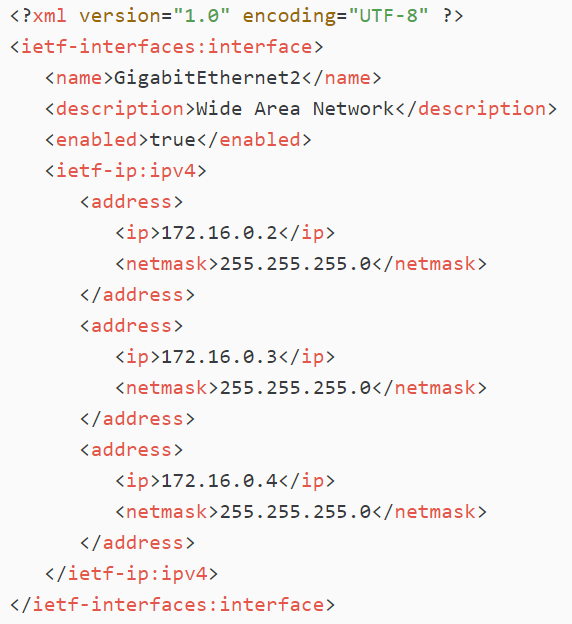 <?xml version="1.0" encoding="UTF-8" ?>
<ietf-interfaces:interface>
   <name>GigabitEthernet2</name>
   <description>Wide Area Network</description>
   <enabled>true</enabled>
   <ietf-ip:ipv4>
      <address>
         <ip>172.16.0.2</ip>
         <netmask>255.255.255.0</netmask>
      </address>
      <address>
         <ip>172.16.0.3</ip>
         <netmask>255.255.255.0</netmask>
      </address>
      <address>
         <ip>172.16.0.4</ip>
         <netmask>255.255.255.0</netmask>
      </address>
   </ietf-ip:ipv4>
</ietf-interfaces:interface>